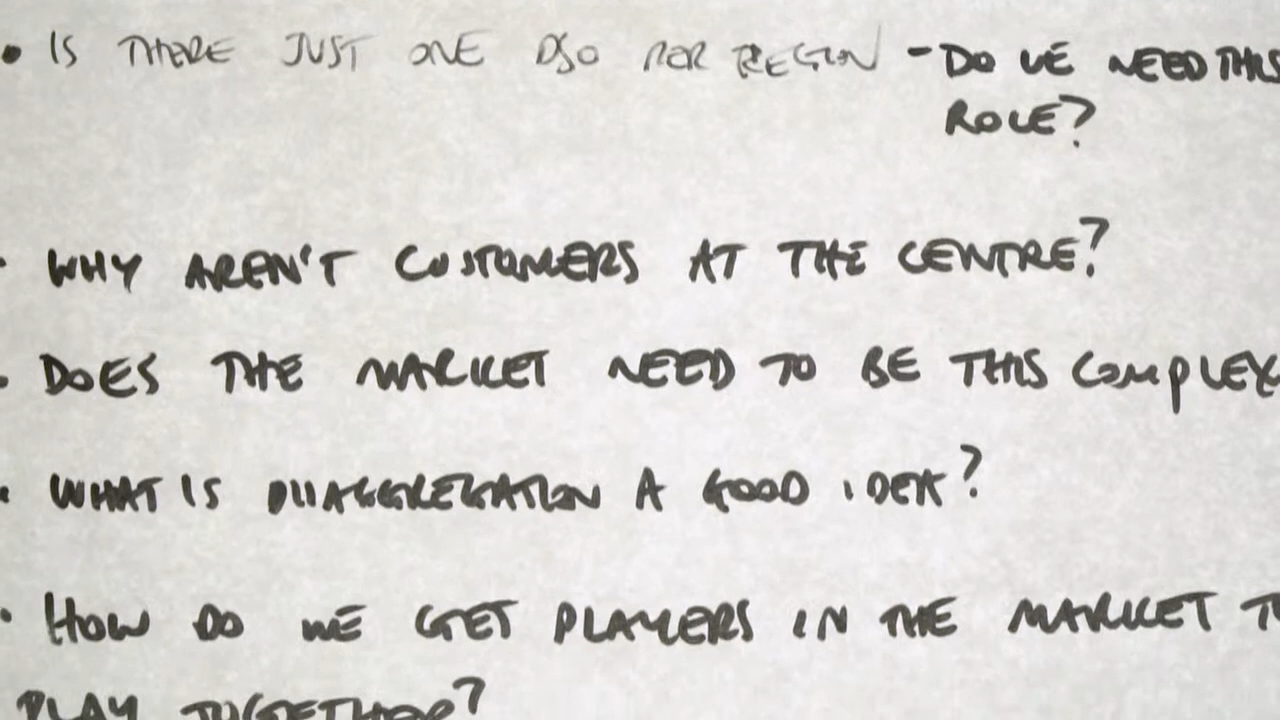 • IS THERE JUST ONE DSO PER REGION - DO WE NEED THIS
ROLE?
• WHY AREN'T CUSTOMERS AT THE CENTRE?
• DOES THE MARKET NEED TO BE THIS COMPLEX
• WHAT IS DISAGGREGATION A GOOD IDEA?
• HOW DO WE GET PLAYERS IN THE MARKET T
PLAY TOGETHER?